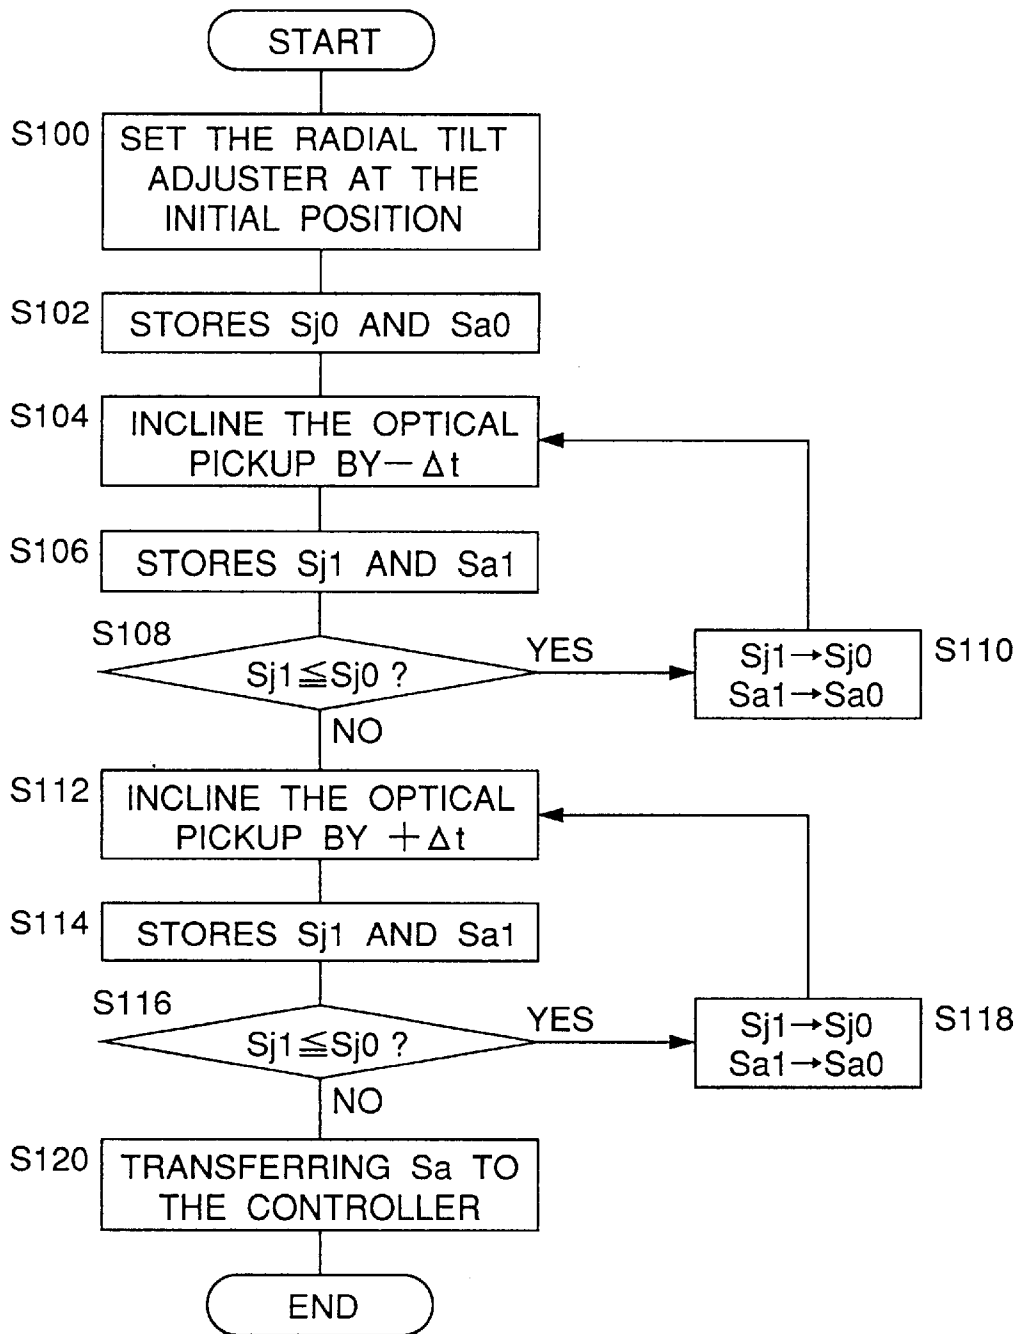 START
S100
SET THE RADIAL TILT
ADJUSTER AT THE
INITIAL POSITION
S102
STORES Sj0 AND Sa0
S104
INCLINE THE OPTICAL
PICKUP BY－Δt
S106
STORES Sj1 AND Sa1
S108
Sj1≦Sj0 ?
YES
Sj1→Sj0
Sa1→Sa0
S110
NO
S112
INCLINE THE OPTICAL
PICKUP BY ＋Δt
S114
STORES Sj1 AND Sa1
S116
Sj1≦Sj0 ?
YES
Sj1→Sj0
Sa1→Sa0
S118
NO
S120
TRANSFERRING Sa TO
THE CONTROLLER
END